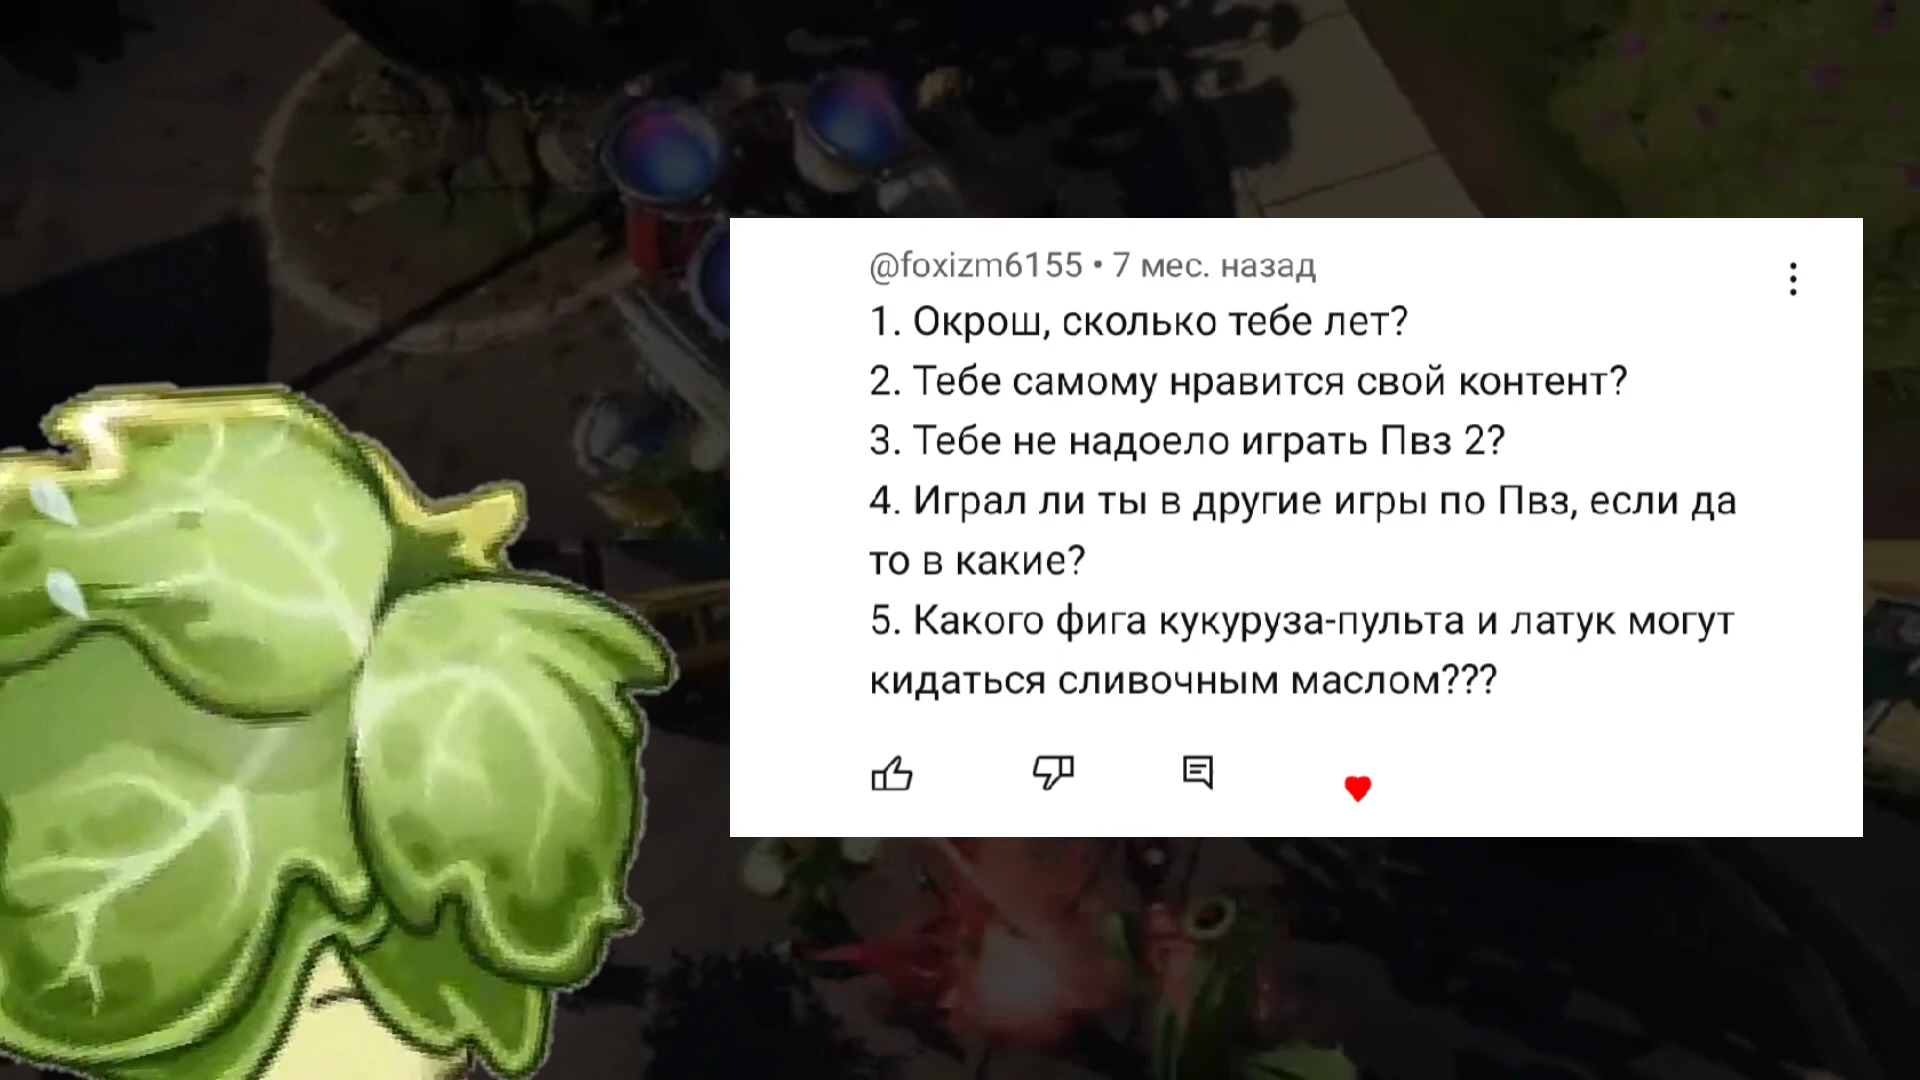 @foxizm6155 • 7 мес. назад
1. Окрош, сколько тебе лет?
2. Тебе самому нравится свой контент?
3. Тебе не надоело играть Пвз 2?
4. Играл ли ты в другие игры по Пвз, если да
то в какие?
5. Какого фига кукуруза-пульта и латук могут
кидаться сливочным маслом???